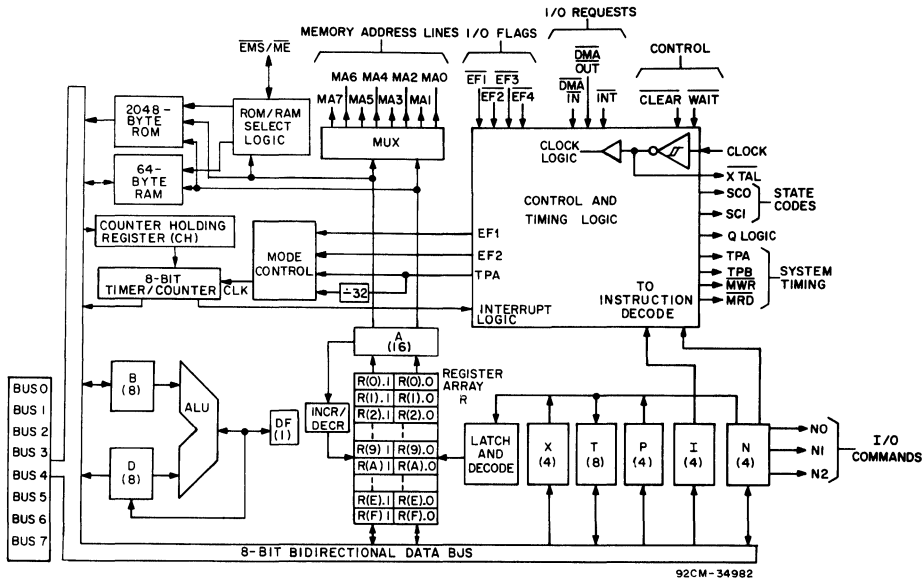 I/O REQUESTS
MEMORY ADDRESS LINES I/O FLAGS
CONTROL
EMS/ME
DMA
OUT
MA6 MA4 MA2 MA0
MA7 MA5 MA3 MA1
EF1 EF3
EF2 EF4
DMA
IN
INT
CLEAR WAIT
2048-
BYTE
ROM
ROM/RAM
SELECT
LOGIC
MUX
CLOCK
LOGIC
CLOCK
XTAL
64-
BYTE
RAM
CONTROL AND
TIMING LOGIC
SC0
SC1
STATE
CODES
COUNTER HOLDING
REGISTER (CH)
MODE
CONTROL
EF1
EF2
TPA
Q LOGIC
TPA
TPB
MWR
MRD
SYSTEM
TIMING
8-BIT
TIMER/COUNTER
CLK
÷32
INTERRUPT
LOGIC
TO
INSTRUCTION
DECODE
A
(16)
REGISTER
ARRAY
R
R(0).1 R(0).0
R(1).1 R(1).0
R(2).1 R(2).0
R(9).1 R(9).0
R(A).1 R(A).0
R(E).1 R(E).0
R(F).1 R(F).0
INCR/
DECR
B
(8)
ALU
DF
(1)
D
(8)
LATCH
AND
DECODE
X
(4)
T
(8)
P
(4)
I
(4)
N
(4)
N0
N1
N2
I/O
COMMANDS
BUS 0
BUS 1
BUS 2
BUS 3
BUS 4
BUS 5
BUS 6
BUS 7
8-BIT BIDIRECTIONAL DATA BUS
92CM-34982